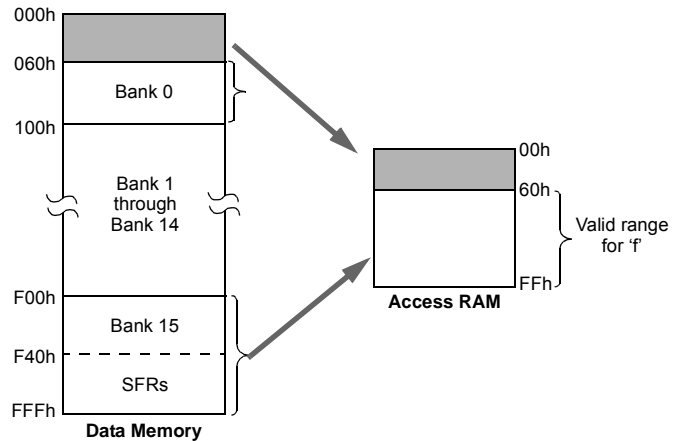 000h
060h
Bank 0
100h
Bank 1
through
Bank 14
F00h
Bank 15
F40h
SFRs
FFFh
Data Memory
00h
60h
Valid range
for ‘f’
FFh
Access RAM